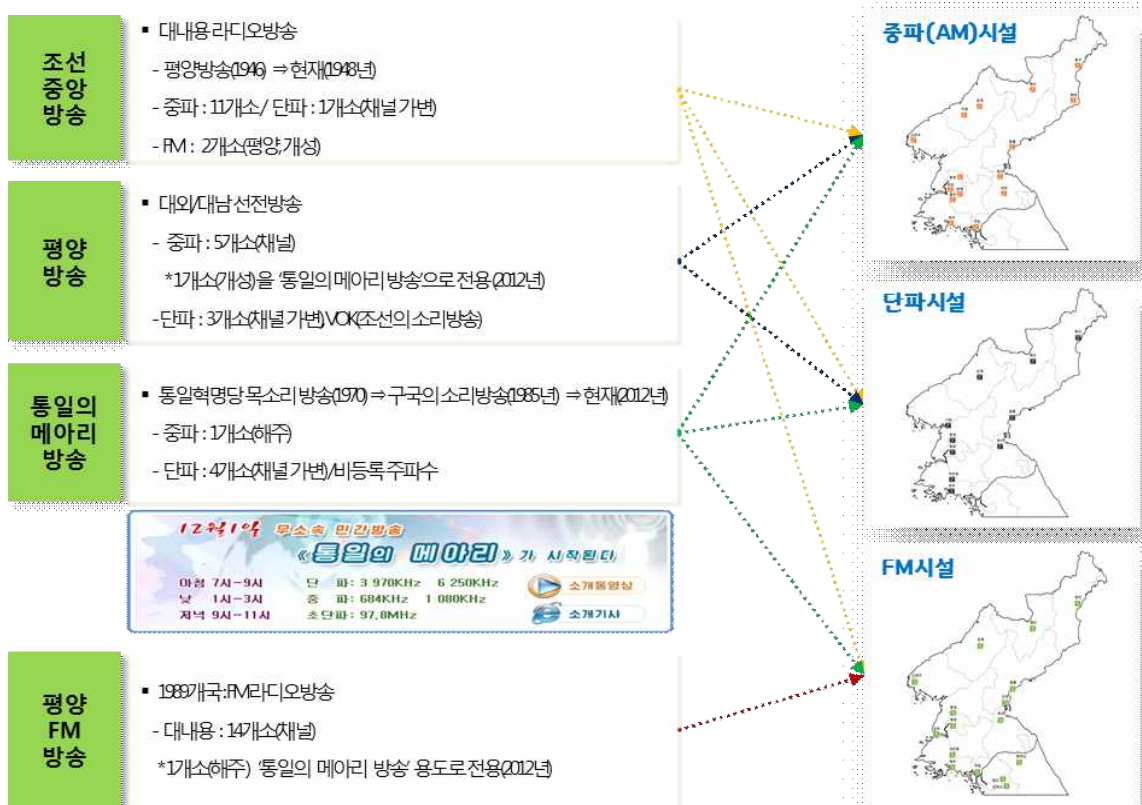 조선
중앙
방송
▪ 대내용 라디오방송
- 평양방송(1946) ⇒ 현재(1948년)
- 중파 : 11개소 / 단파 : 1개소(채널 가변)
- FM : 2개소(평양,개성)
평양
방송
▪ 대외/대남 선전방송
- 중파 : 5개소(채널)
*1개소(개성)을 '통일의 메아리 방송'으로 전용(2012년)
-단파 : 3개소(채널 가변),VOK(조선의 소리방송)
통일의
메아리
방송
▪ 통일혁명당 목소리 방송(1970) ⇒ 구국의 소리방송(1985년) ⇒ 현재(2012년)
- 중파 : 1개소(해주)
- 단파 : 4개소(채널 가변)/비등록 주파수
12월1일 무소속 민간방송
《통일의 메아리》가 시작된다
아침 7시-9시 단 파: 3 970KHz 6 250KHz 소개동영상
낮 1시-3시 중 파: 684KHz 1 080KHz 소개기사
저녁 9시-11시 초단파: 97.8MHz
평양
FM
방송
▪ 1989개국:FM라디오방송
- 대내용 : 14개소(채널)
*1개소(해주) '통일의 메아리 방송' 용도로 전용(2012년)
중파(AM)시설
단파시설
FM시설